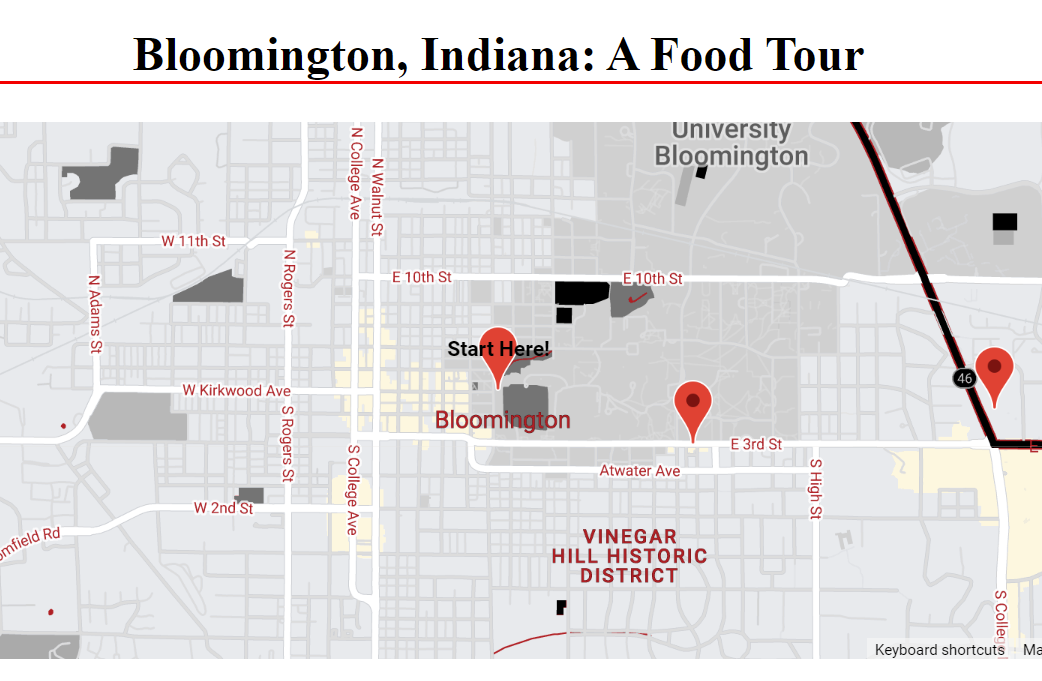 Bloomington, Indiana: A Food Tour
University
Bloomington
N College Ave
N Walnut St
W 11th St
N Rogers St
E 10th St
E 10th St
N Adams St
Start Here!
46
W Kirkwood Ave
Bloomington
S Rogers St
E 3rd St
S College Ave
Atwater Ave
S High St
W 2nd St
omfield Rd
VINEGAR
HILL HISTORIC
DISTRICT
S Colleg
Keyboard shortcuts
Ma